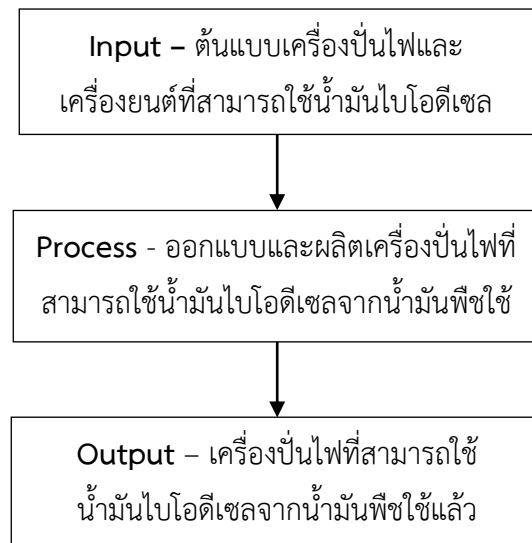 Input – ต้นแบบเครื่องปั่นไฟและ
เครื่องยนต์ที่สามารถใช้น้ำมันไบโอดีเซล
Process - ออกแบบและผลิตเครื่องปั่นไฟที่
สามารถใช้น้ำมันไบโอดีเซลจากน้ำมันพืชใช้
Output – เครื่องปั่นไฟที่สามารถใช้
น้ำมันไบโอดีเซลจากน้ำมันพืชใช้แล้ว